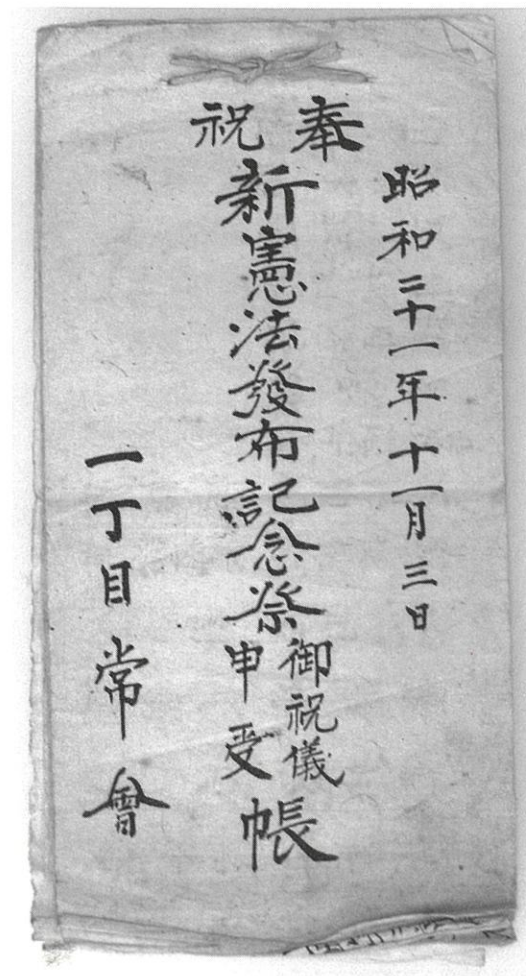 昭和二十一年十一月三日
奉祝
新憲法發布記念祭
御祝儀
申受
帳
一丁目常會